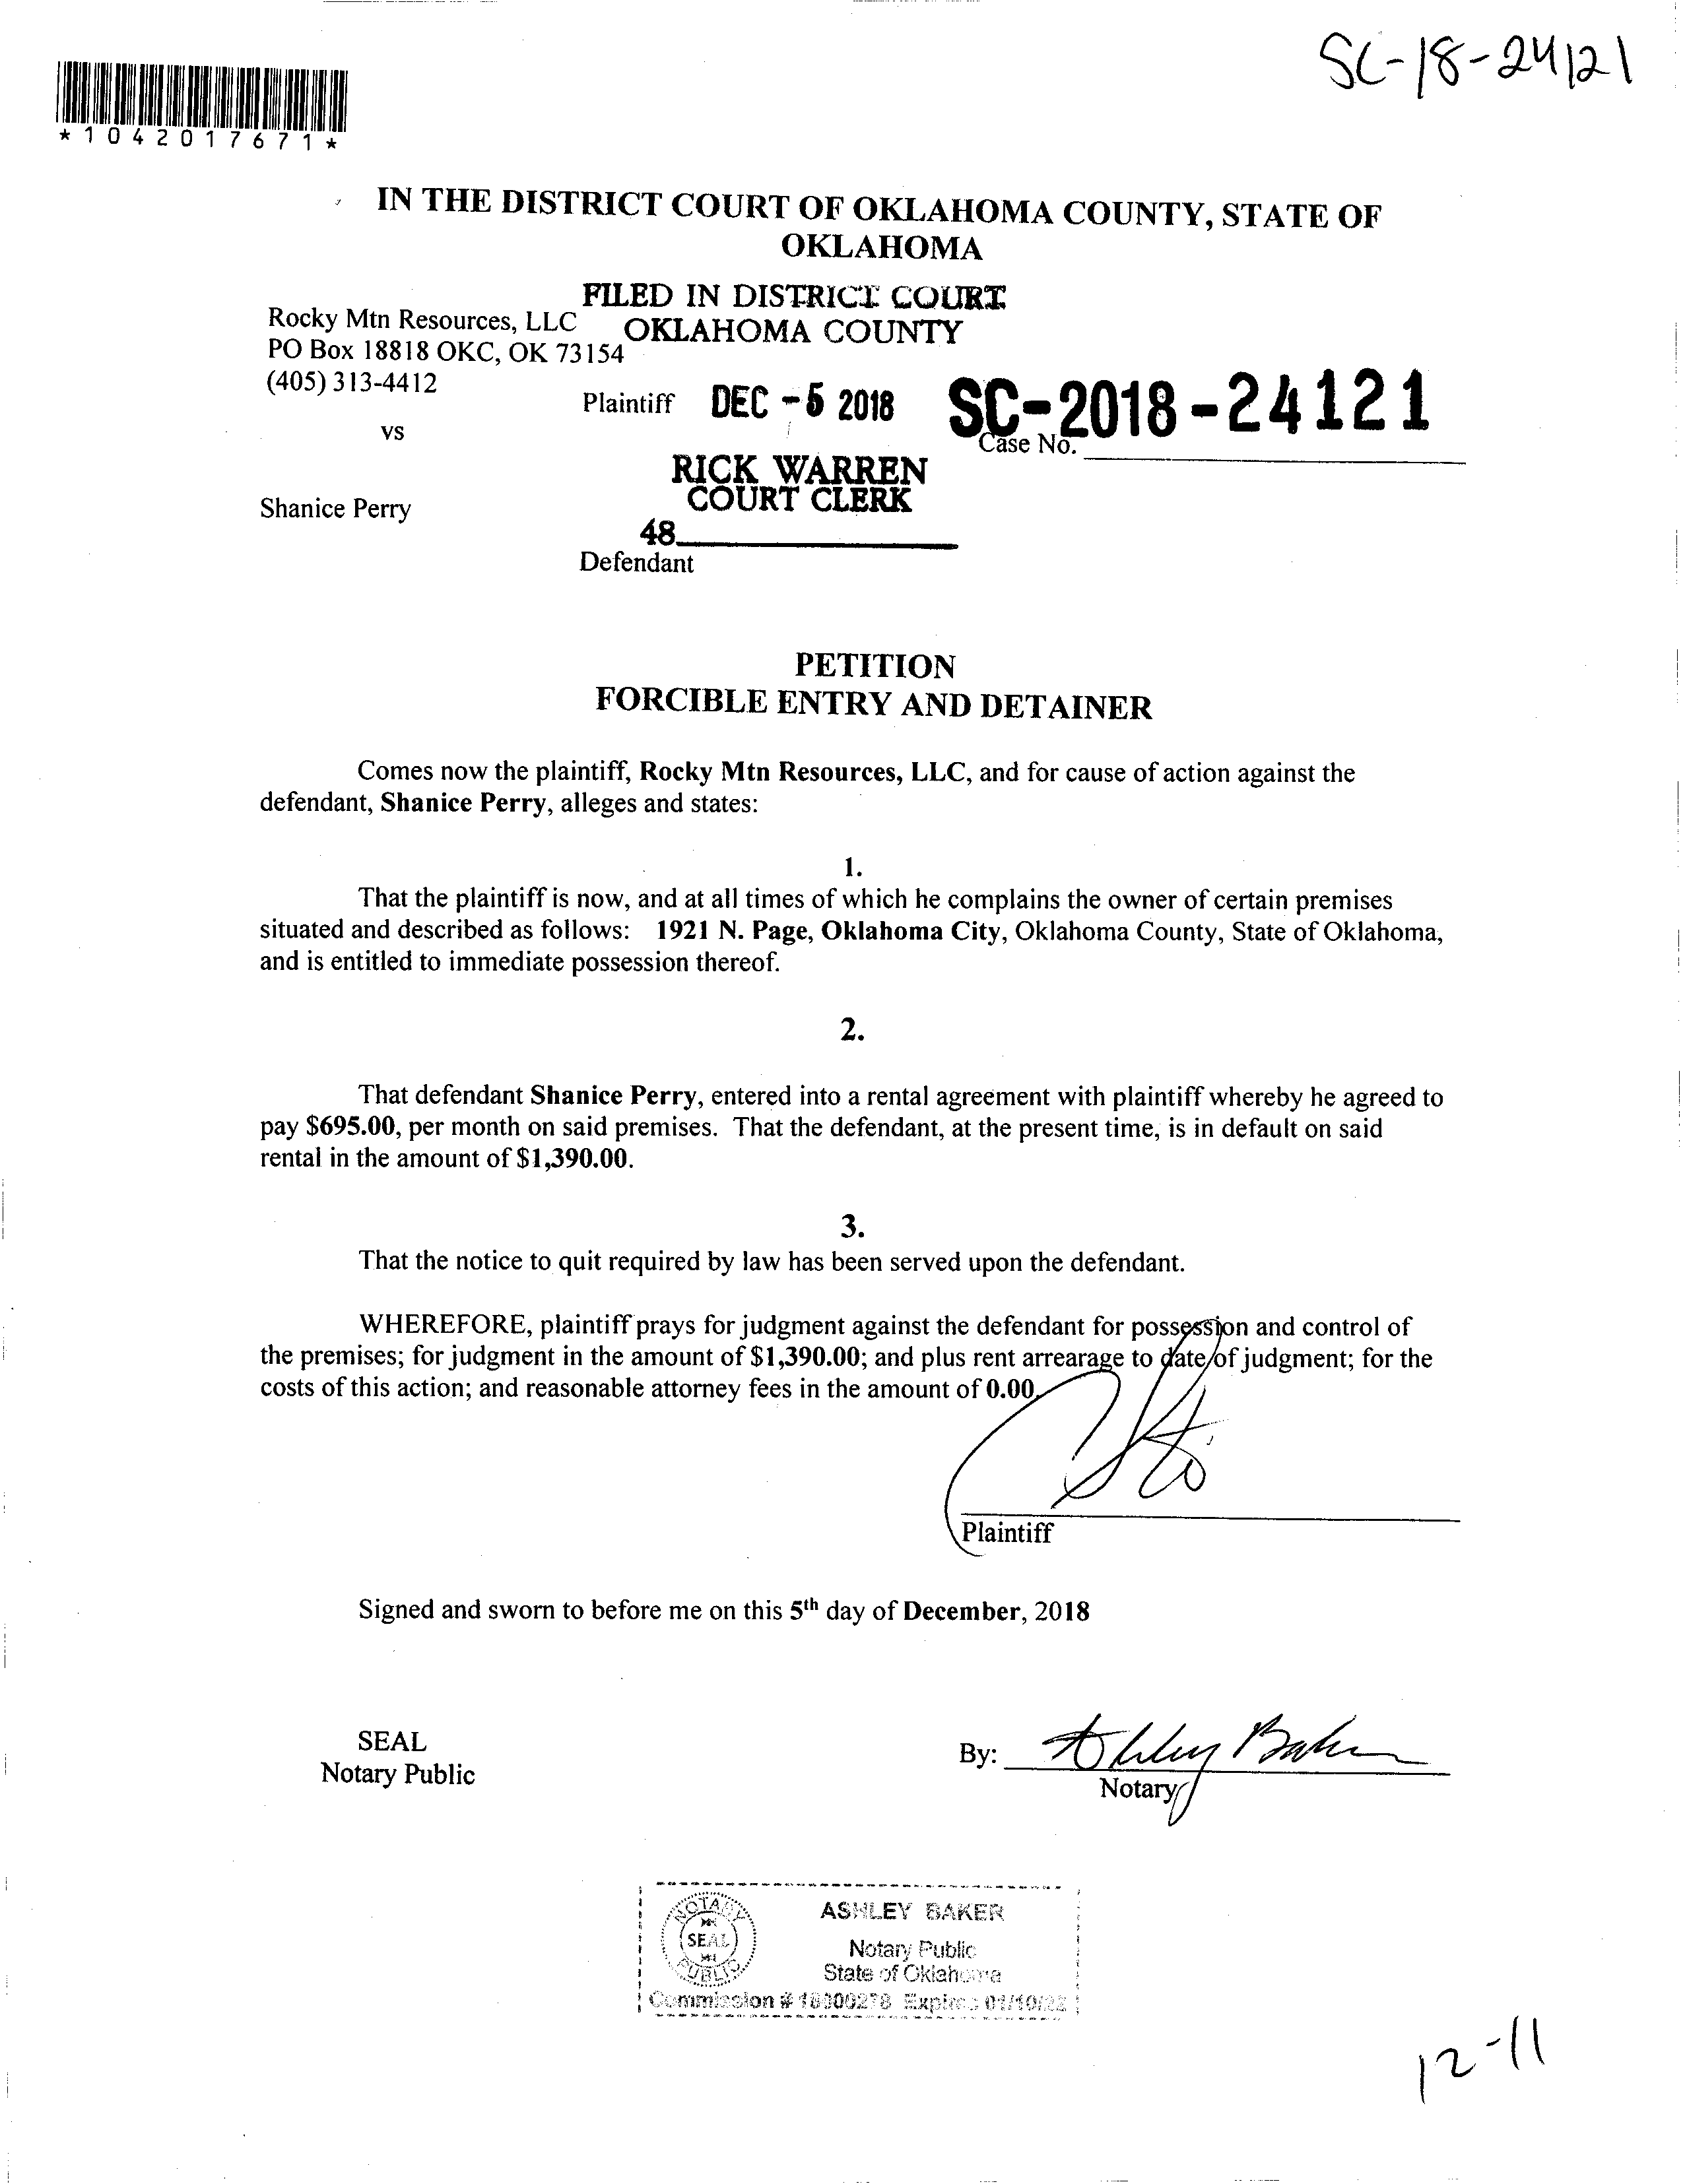 SC-18-24121
*1042017671*
IN THE DISTRICT COURT OF OKLAHOMA COUNTY, STATE OF
OKLAHOMA
FILED IN DISTRICT COURT
OKLAHOMA COUNTY
Rocky Mtn Resources, LLC
PO Box 18818 OKC, OK 73154
(405) 313-4412
Plaintiff
DEC -5 2018
SC-2018-24121
Case No.
vs
RICK WARREN
COURT CLERK
Shanice Perry
48
Defendant
PETITION
FORCIBLE ENTRY AND DETAINER
Comes now the plaintiff, Rocky Mtn Resources, LLC, and for cause of action against the
defendant, Shanice Perry, alleges and states:
1.
That the plaintiff is now, and at all times of which he complains the owner of certain premises
situated and described as follows: 1921 N. Page, Oklahoma City, Oklahoma County, State of Oklahoma,
and is entitled to immediate possession thereof.
2.
That defendant Shanice Perry, entered into a rental agreement with plaintiff whereby he agreed to
pay $695.00, per month on said premises. That the defendant, at the present time, is in default on said
rental in the amount of $1,390.00.
3.
That the notice to quit required by law has been served upon the defendant.
WHEREFORE, plaintiff prays for judgment against the defendant for possession and control of
the premises; for judgment in the amount of $1,390.00; and plus rent arrearage to date of judgment; for the
costs of this action; and reasonable attorney fees in the amount of 0.00.
Plaintiff
Signed and sworn to before me on this 5th day of December, 2018
SEAL
Notary Public
By: Ashley Baker
Notary
NOTARY
SEAL
PUBLIC
ASHLEY BAKER
Notary Public
State of Oklahoma
Commission # 18000278 Expires 01/10/22
12-11